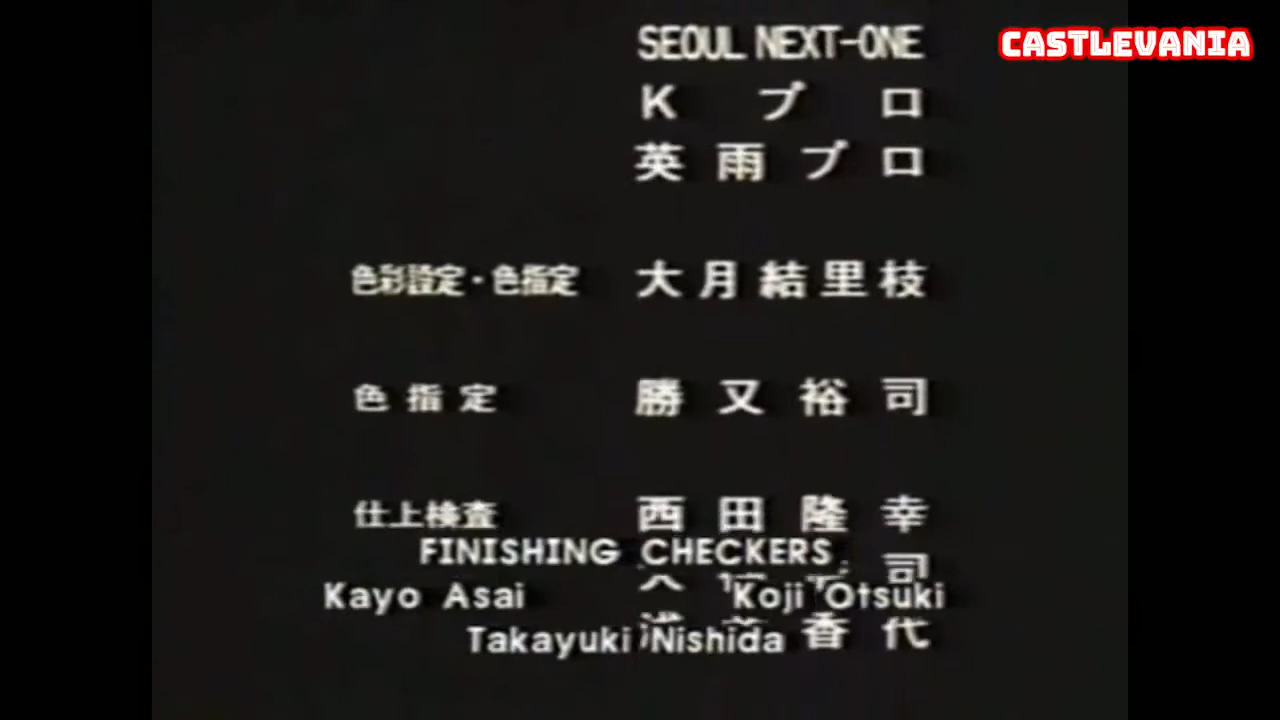 CASTLEVANIA
SEOUL NEXT-ONE
Kプロ
英雨プロ
色彩設定・色指定 大月結里枝
色指定 勝又裕司
仕上検査 西田隆幸
FINISHING CHECKERS
司
Kayo Asai Koji Otsuki
香代
Takayuki Nishida